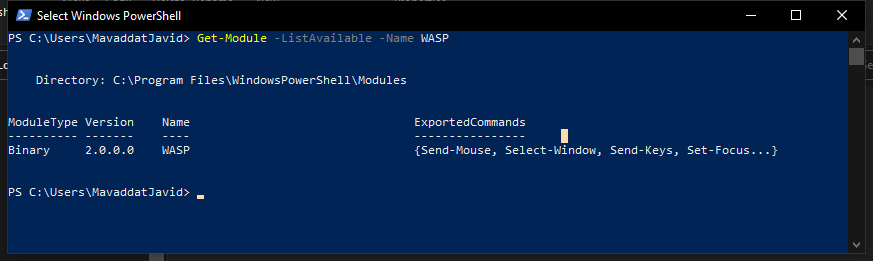 Select Windows PowerShell
PS C:\Users\MavaddatJavid> Get-Module -ListAvailable -Name WASP
Directory: C:\Program Files\WindowsPowerShell\Modules
ModuleType Version    Name                                ExportedCommands
---------- -------    ----                                ----------------
Binary     2.0.0.0    WASP                                {Send-Mouse, Select-Window, Send-Keys, Set-Focus...}
PS C:\Users\MavaddatJavid>